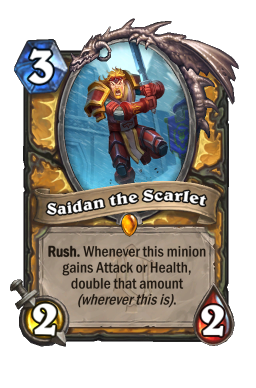 3
Saidan the Scarlet
Rush. Whenever this minion
gains Attack or Health,
double that amount
(wherever this is).
2
2